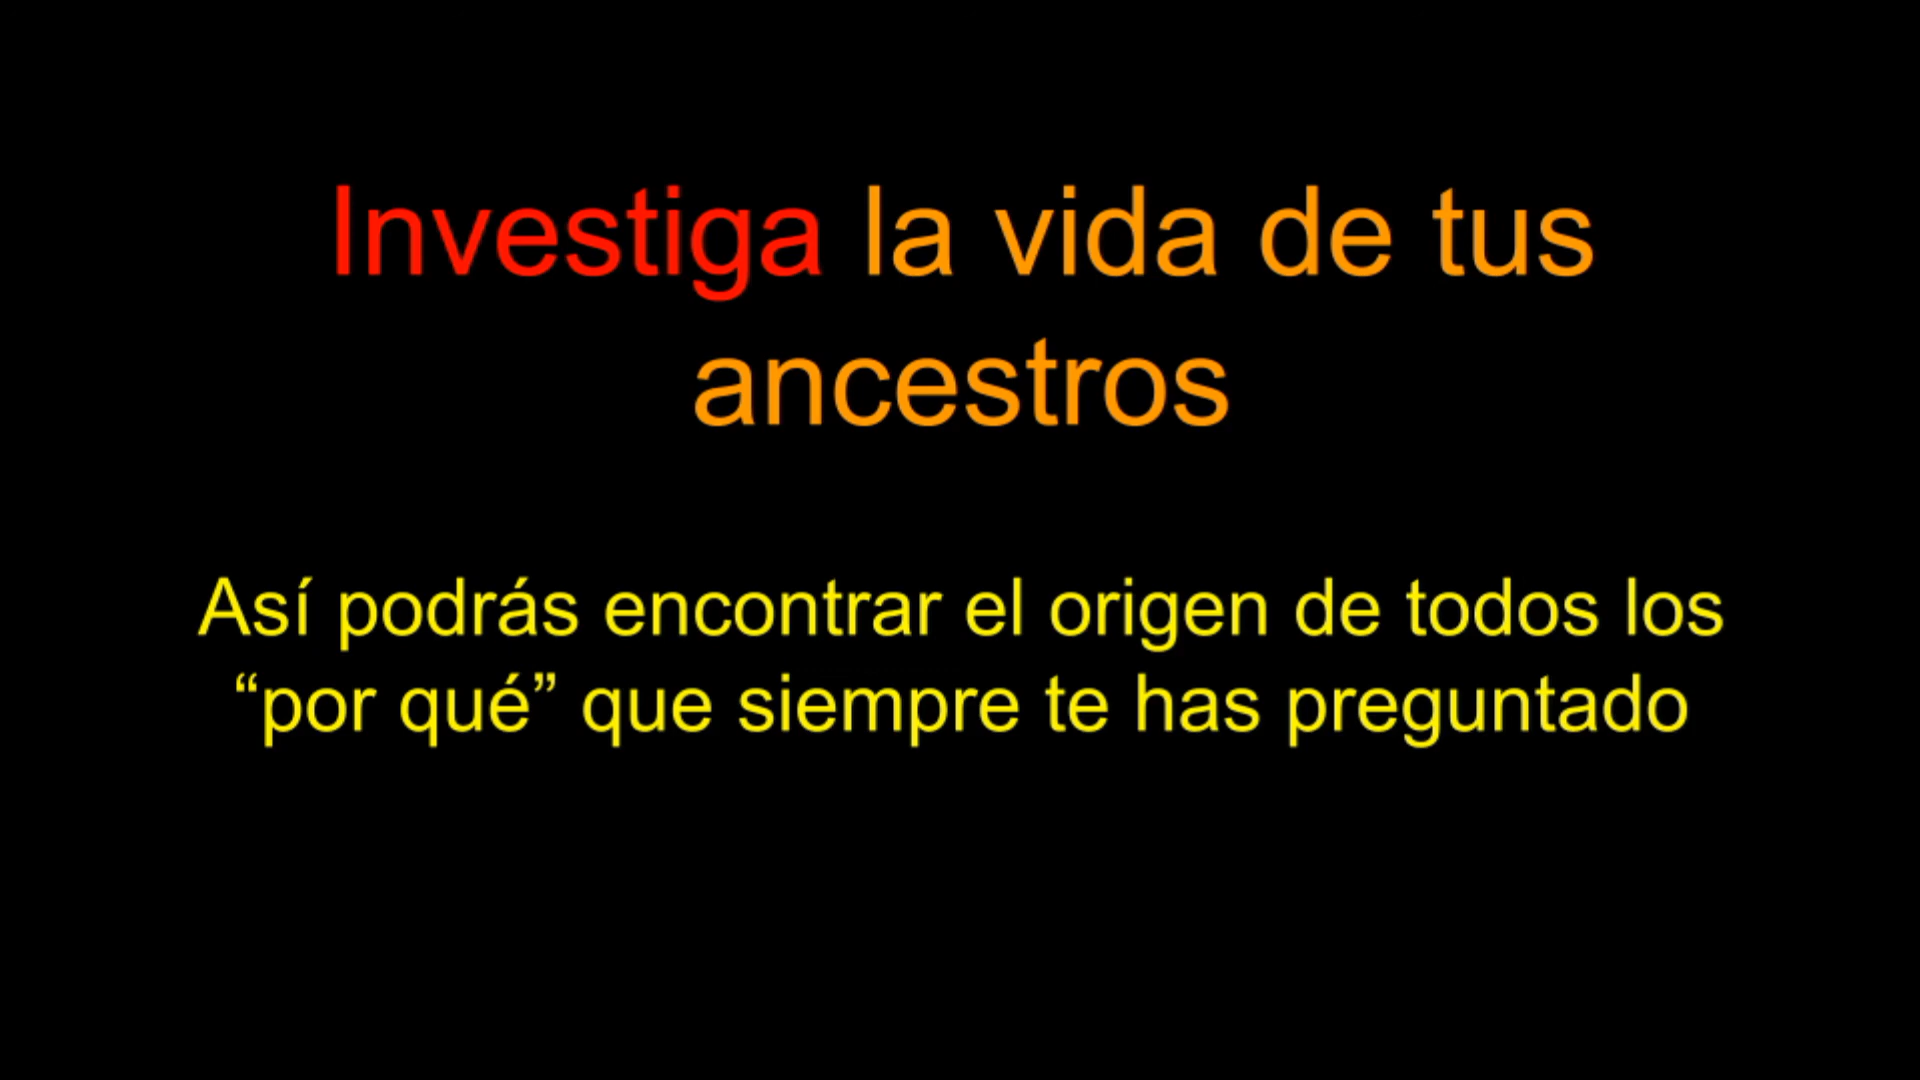 Investiga la vida de tus
ancestros
Así podrás encontrar el origen de todos los
“por qué” que siempre te has preguntado